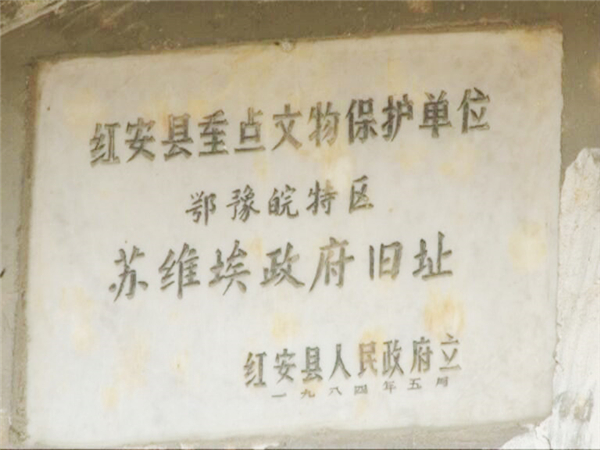 红安县重点文物保护单位
鄂豫皖特区
苏维埃政府旧址
红安县人民政府立
一九八四年五月